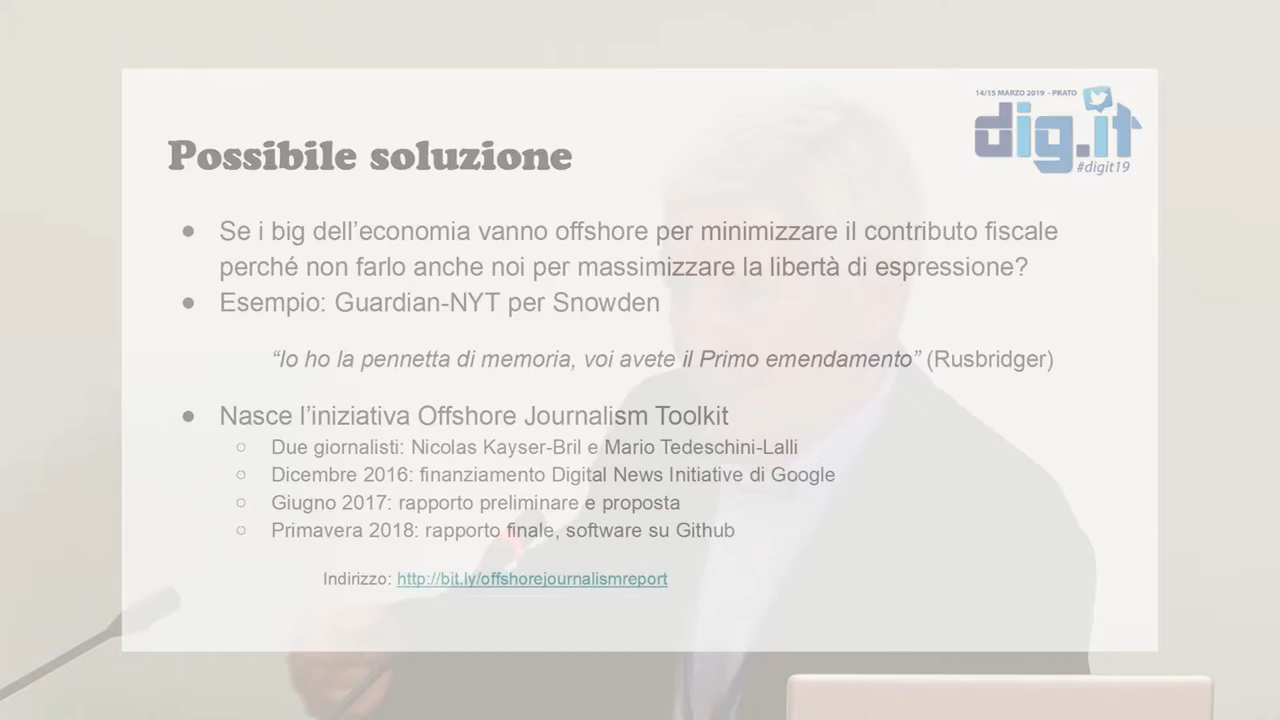 14/15 MARZO 2019 - PRATO
dig.it
#digit19
Possibile soluzione
● Se i big dell’economia vanno offshore per minimizzare il contributo fiscale
perché non farlo anche noi per massimizzare la libertà di espressione?
● Esempio: Guardian-NYT per Snowden
“Io ho la pennetta di memoria, voi avete il Primo emendamento” (Rusbridger)
● Nasce l’iniziativa Offshore Journalism Toolkit
○ Due giornalisti: Nicolas Kayser-Bril e Mario Tedeschini-Lalli
○ Dicembre 2016: finanziamento Digital News Initiative di Google
○ Giugno 2017: rapporto preliminare e proposta
○ Primavera 2018: rapporto finale, software su Github
Indirizzo: http://bit.ly/offshorejournalismreport